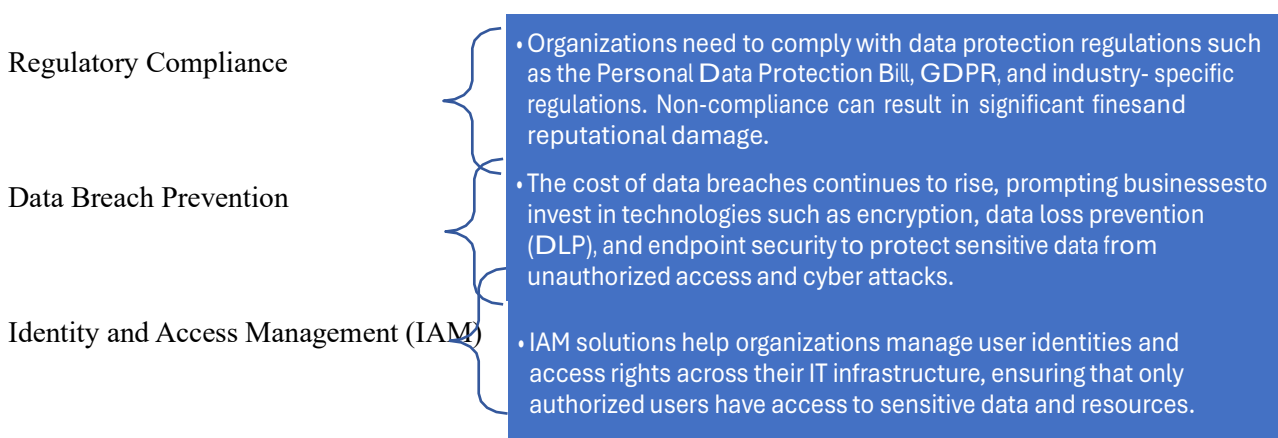 Regulatory Compliance
• Organizations need to comply with data protection regulations such
as the Personal Data Protection Bill, GDPR, and industry- specific
regulations. Non-compliance can result in significant finesand
reputational damage.
Data Breach Prevention
• The cost of data breaches continues to rise, prompting businessesto
invest in technologies such as encryption, data loss prevention
(DLP), and endpoint security to protect sensitive data from
unauthorized access and cyber attacks.
Identity and Access Management (IAM)
• IAM solutions help organizations manage user identities and
access rights across their IT infrastructure, ensuring that only
authorized users have access to sensitive data and resources.